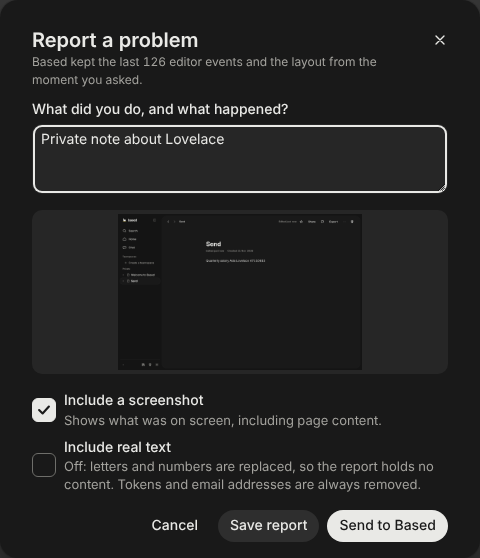 Report a problem
Based kept the last 126 editor events and the layout from the
moment you asked.
What did you do, and what happened?
Private note about Lovelace
Send
Include a screenshot
Shows what was on screen, including page content.
Include real text
Off: letters and numbers are replaced, so the report holds no
content. Tokens and email addresses are always removed.
Cancel
Save report
Send to Based